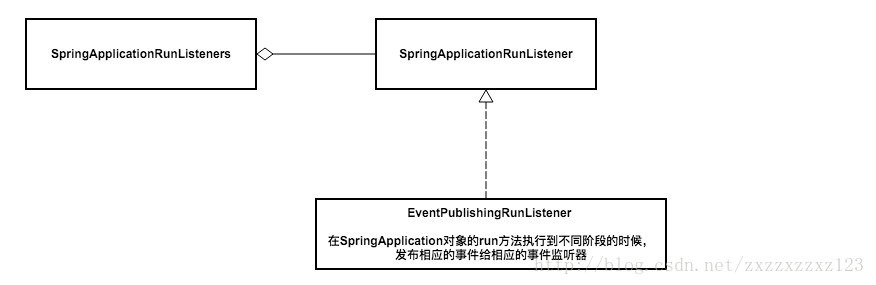 SpringApplicationRunListeners
SpringApplicationRunListener
EventPublishingRunListener
在SpringApplication对象的run方法执行到不同阶段的时候，
发布相应的事件给相应的事件监听器
http://blog.csdn.net/zxzzxzzxz123